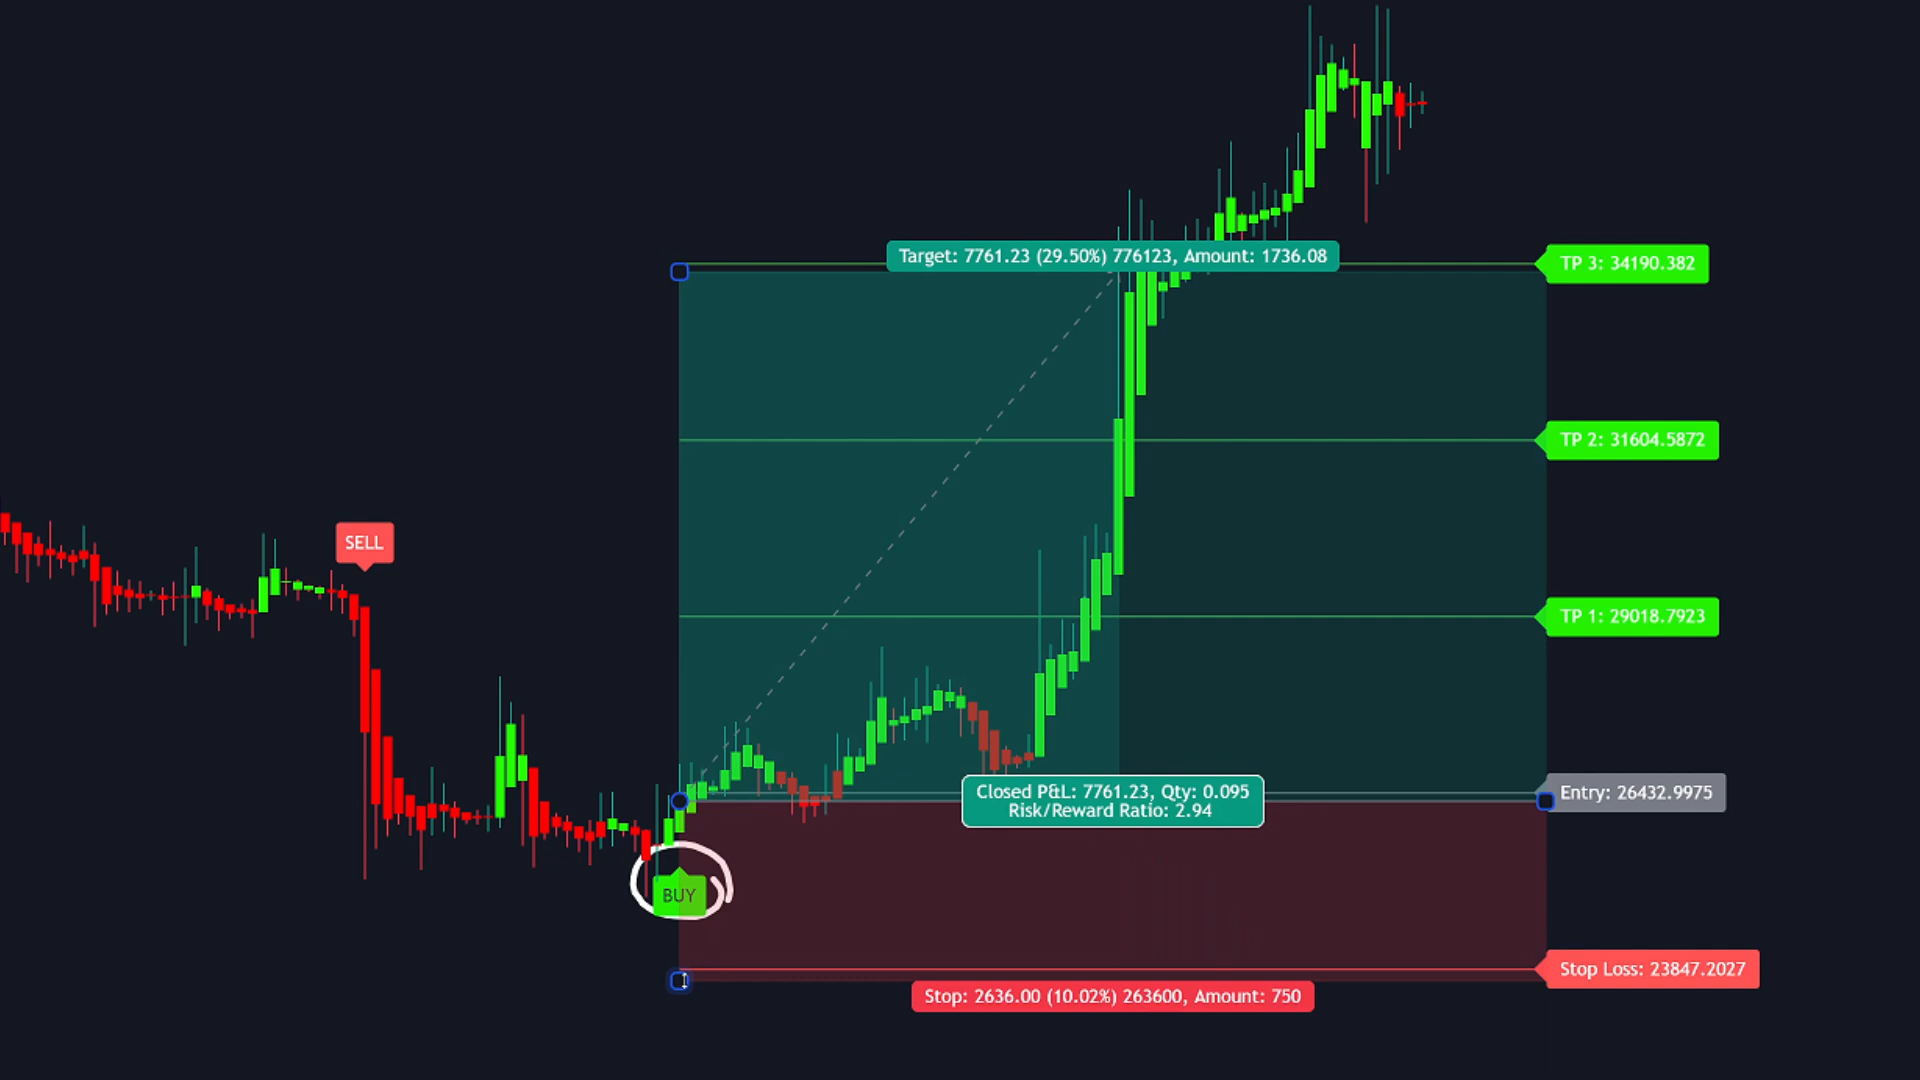 Target: 7761.23 (29.50%) 776123, Amount: 1736.08
TP 3: 34190.382
TP 2: 31604.5872
SELL
TP 1: 29018.7923
Closed P&L: 7761.23, Qty: 0.095
Risk/Reward Ratio: 2.94
Entry: 26432.9975
BUY
Stop Loss: 23847.2027
Stop: 2636.00 (10.02%) 263600, Amount: 750